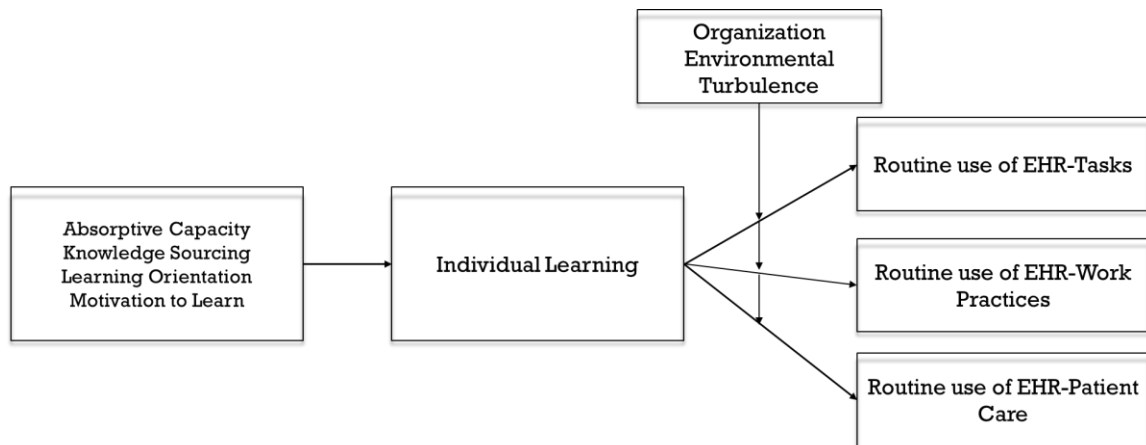 Organization
Environmental
Turbulence
Routine use of EHR-Tasks
Absorptive Capacity
Knowledge Sourcing
Learning Orientation
Motivation to Learn
Individual Learning
Routine use of EHR-Work
Practices
Routine use of EHR-Patient
Care